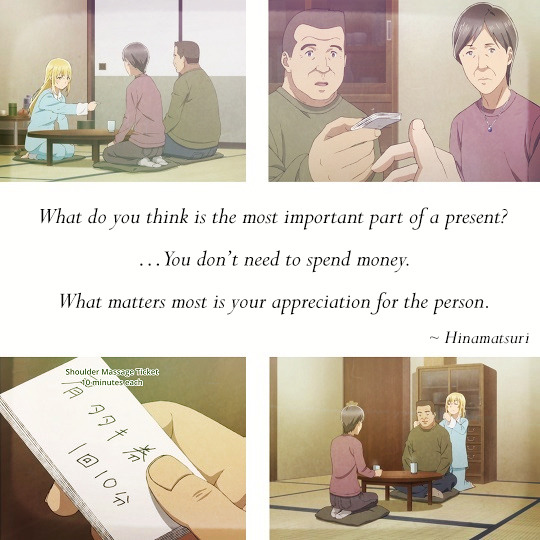 What do you think is the most important part of a present?
...You don't need to spend money.
What matters most is your appreciation for the person.
~ Hinamatsuri
Shoulder Massage Ticket
10 minutes each
肩タタキ券
1回10分